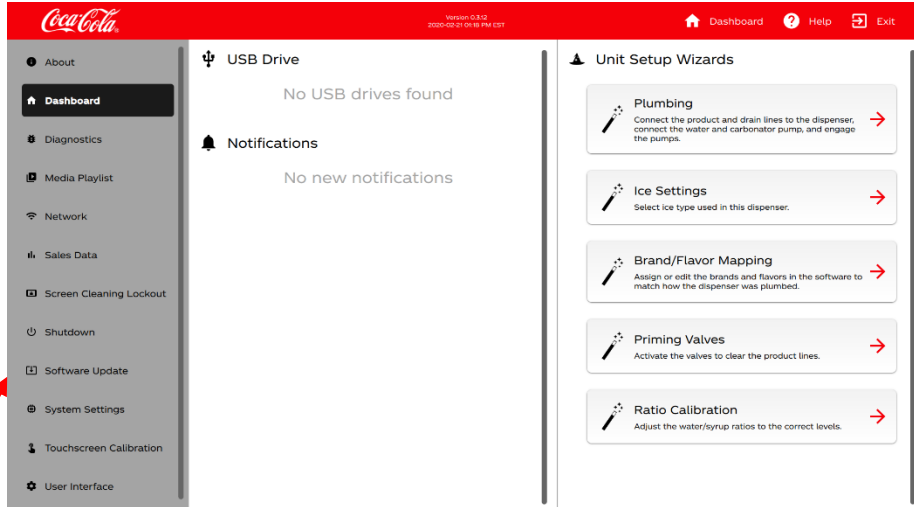 Coca-Cola
Version 0.3.12
2020-02-21 01:18 PM CST
Dashboard
Help
Exit
About
Dashboard
Diagnostics
Media Playlist
Network
Sales Data
Screen Cleaning Lockout
Shutdown
Software Update
System Settings
Touchscreen Calibration
User Interface
USB Drive
No USB drives found
Notifications
No new notifications
Unit Setup Wizards
Plumbing
Connect the product and drain lines to the dispenser,
connect the water and carbonator pump, and engage
the pumps.
Ice Settings
Select ice type used in this dispenser.
Brand/Flavor Mapping
Assign or edit the brands and flavors in the software to
match how the dispenser was plumbed.
Priming Valves
Activate the valves to clear the product lines.
Ratio Calibration
Adjust the water/syrup ratios to the correct levels.